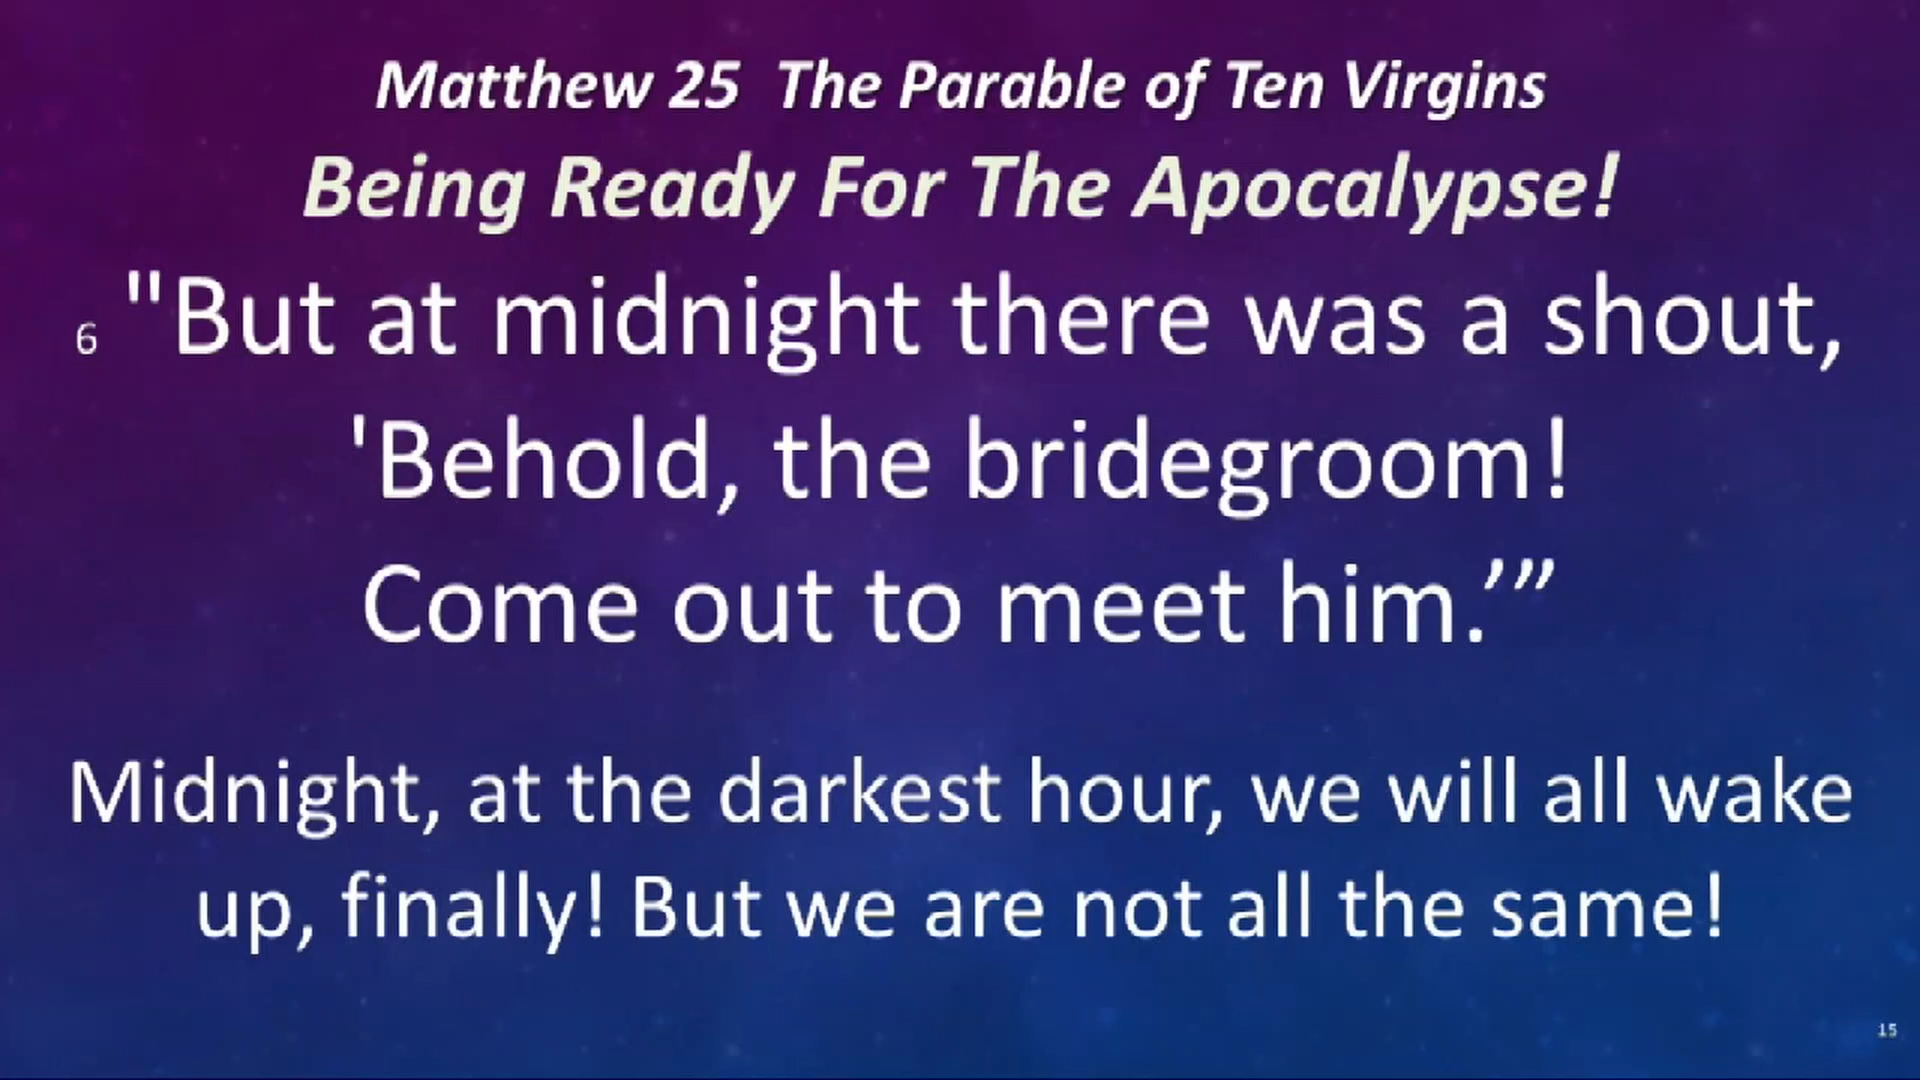 Matthew 25  The Parable of Ten Virgins
Being Ready For The Apocalypse!
6 "But at midnight there was a shout,
'Behold, the bridegroom!
Come out to meet him.’”
Midnight, at the darkest hour, we will all wake
up, finally! But we are not all the same!
15